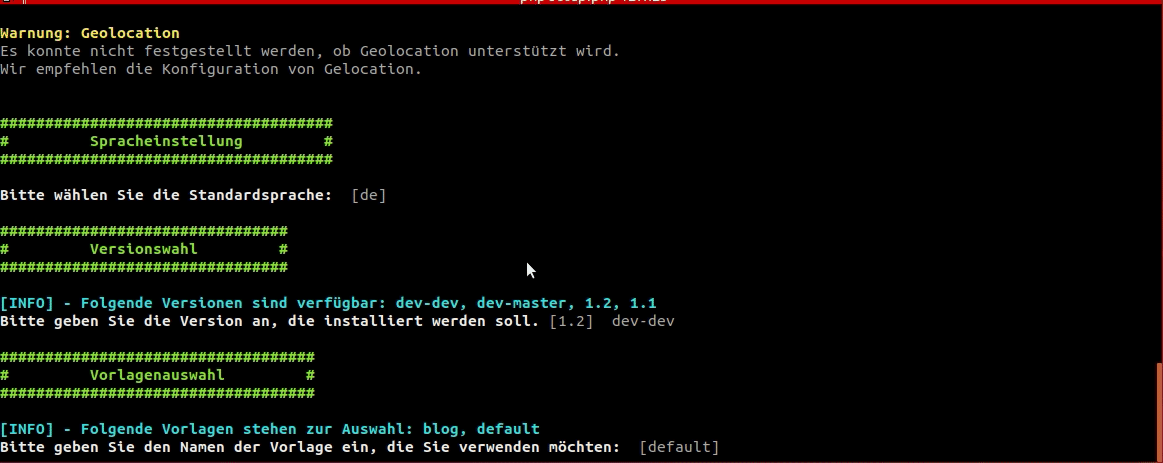 Warnung: Geolocation
Es konnte nicht festgestellt werden, ob Geolocation unterstützt wird.
Wir empfehlen die Konfiguration von Gelocation.
#####################################
# Spracheinstellung #
#####################################
Bitte wählen Sie die Standardsprache: [de]
################################
# Versionswahl #
################################
[INFO] - Folgende Versionen sind verfügbar: dev-dev, dev-master, 1.2, 1.1
Bitte geben Sie die Version an, die installiert werden soll. [1.2] dev-dev
###################################
# Vorlagenauswahl #
###################################
[INFO] - Folgende Vorlagen stehen zur Auswahl: blog, default
Bitte geben Sie den Namen der Vorlage ein, die Sie verwenden möchten: [default]